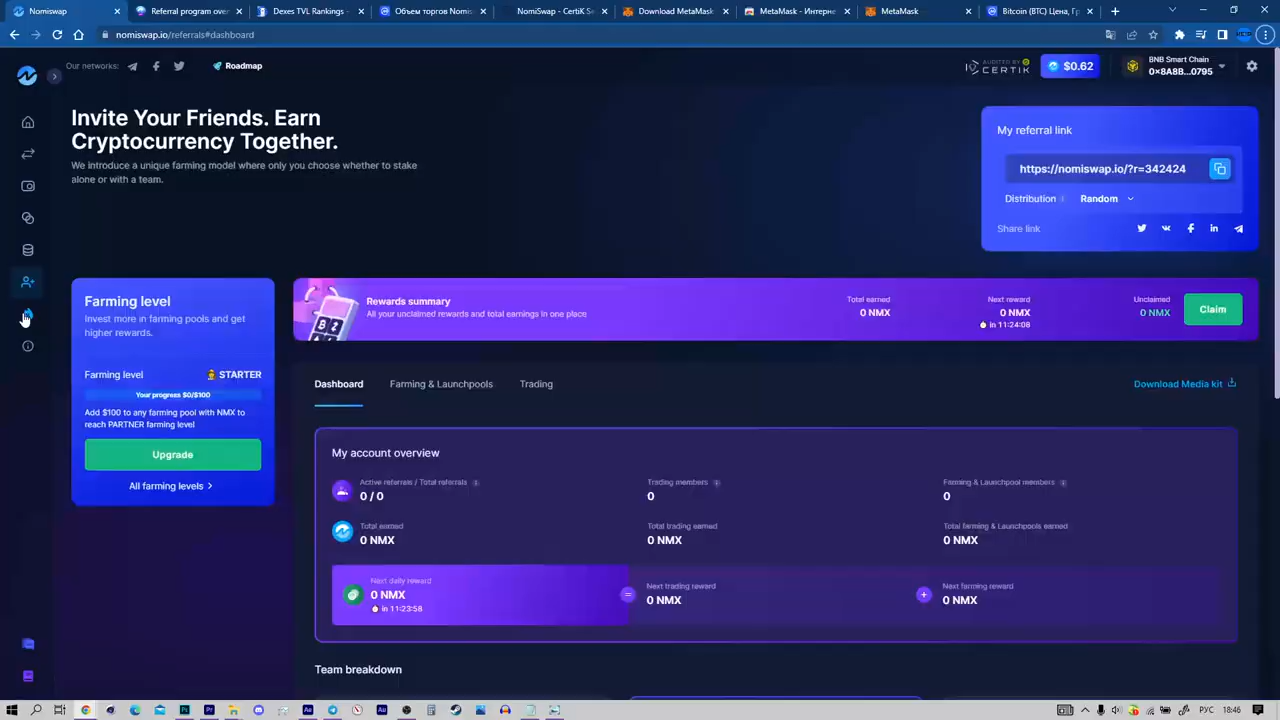 Nomiswap
Referral program over
Dexes TVL Rankings -
Объем торгов Nomis
NomiSwap - CertiK Se
Download MetaMask
MetaMask - Интерне
MetaMask
Bitcoin (BTC) Цена, Г
nomiswap.io/referrals#dashboard
Our networks:
Roadmap
AUDITED BY
CERTIK
$0.62
BNB Smart Chain
0x8A8B...0795
Invite Your Friends. Earn
Cryptocurrency Together.
We introduce a unique farming model where only you choose whether to stake
alone or with a team.
My referral link
https://nomiswap.io/?r=342424
Distribution
Random
Share link
Farming level
Invest more in farming pools and get
higher rewards.
Farming level
STARTER
Your progress $0/$100
Add $100 to any farming pool with NMX to
reach PARTNER farming level
Upgrade
All farming levels
Rewards summary
All your unclaimed rewards and total earnings in one place
Total earned
0 NMX
Next reward
0 NMX
in 11:24:08
Unclaimed
0 NMX
Claim
Dashboard
Farming & Launchpools
Trading
Download Media kit
My account overview
Active referrals / Total referrals
0 / 0
Trading members
0
Farming & Launchpool members
0
Total earned
0 NMX
Total trading earned
0 NMX
Total farming & Launchpools earned
0 NMX
Next daily reward
0 NMX
in 11:23:58
=
Next trading reward
0 NMX
+
Next farming reward
0 NMX
Team breakdown
РУС
18:46